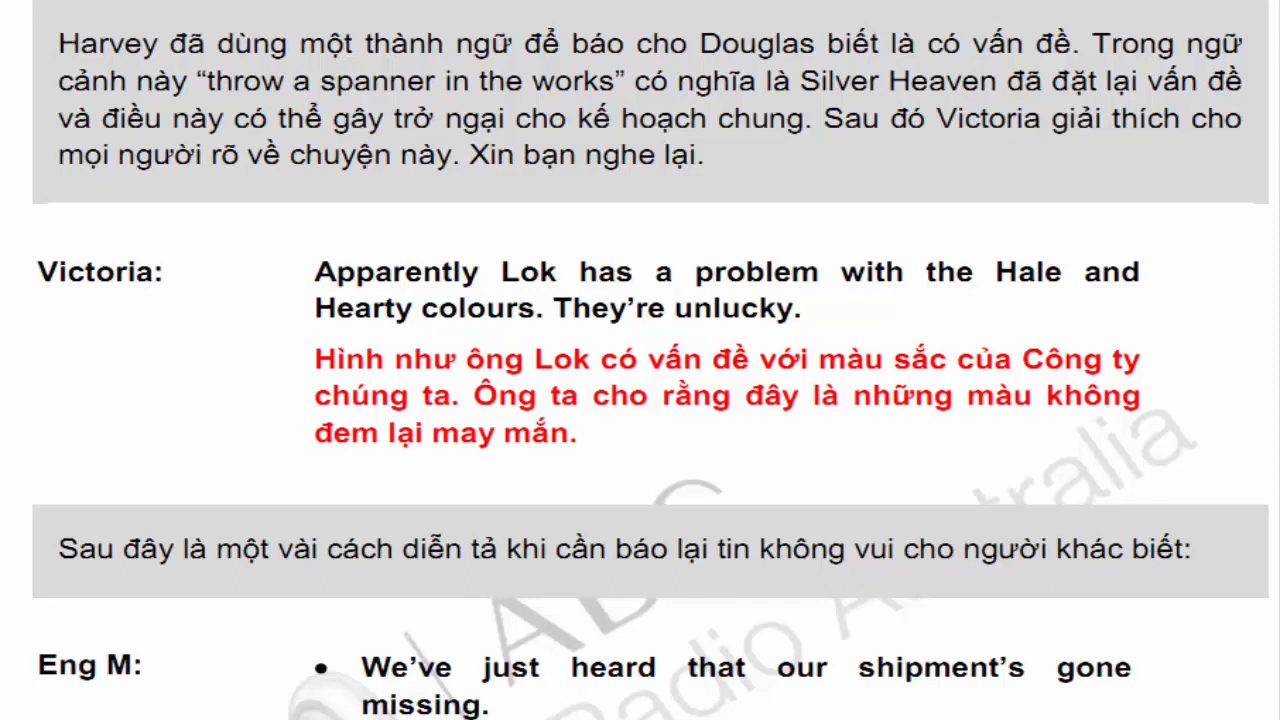 Harvey đã dùng một thành ngữ để báo cho Douglas biết là có vấn đề. Trong ngữ
cảnh này “throw a spanner in the works” có nghĩa là Silver Heaven đã đặt lại vấn đề
và điều này có thể gây trở ngại cho kế hoạch chung. Sau đó Victoria giải thích cho
mọi người rõ về chuyện này. Xin bạn nghe lại.
Victoria: Apparently Lok has a problem with the Hale and
Hearty colours. They’re unlucky.
Hình như ông Lok có vấn đề với màu sắc của Công ty
chúng ta. Ông ta cho rằng đây là những màu không
đem lại may mắn.
Sau đây là một vài cách diễn tả khi cần báo lại tin không vui cho người khác biết:
Eng M: • We’ve just heard that our shipment’s gone
missing.
ABC
Radio Australia